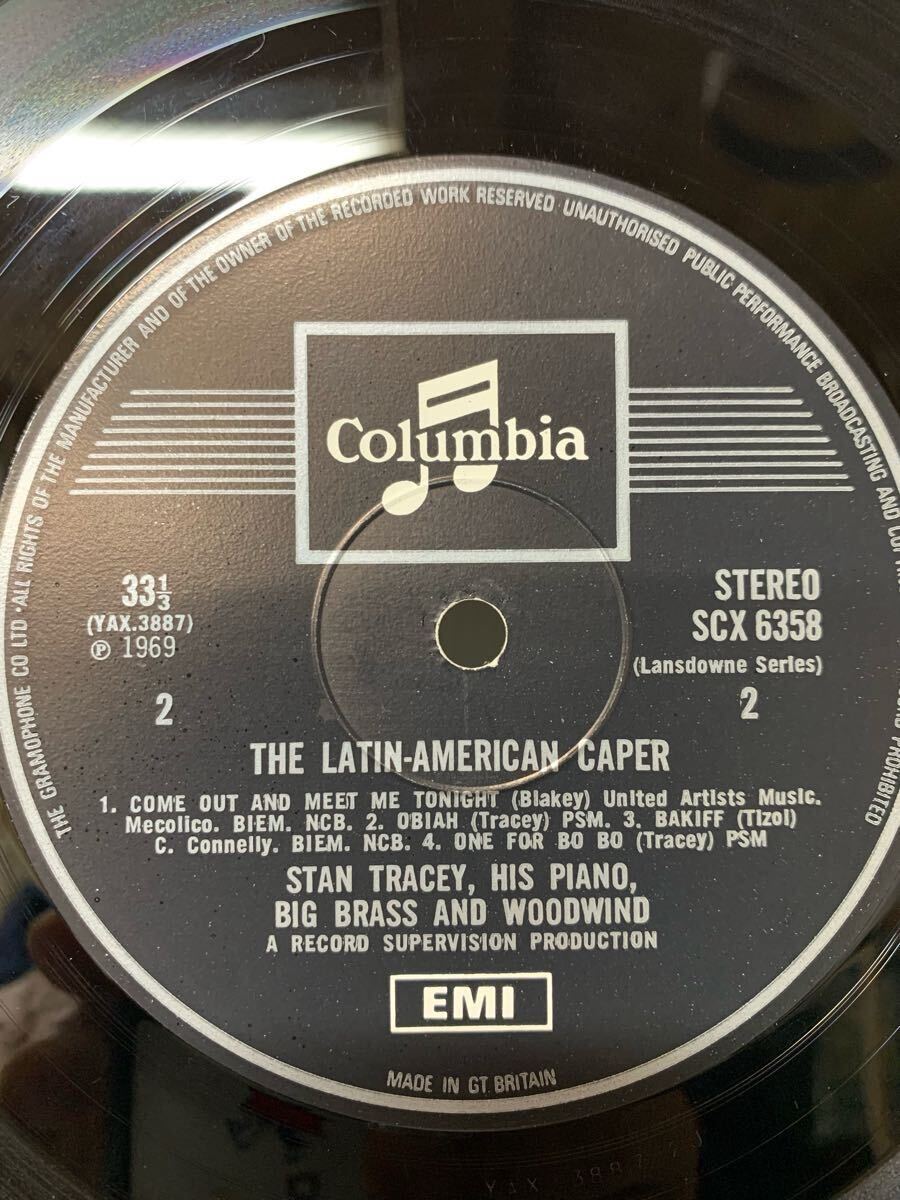 THE GRAMOPHONE CO LTD · ALL RIGHTS OF THE MANUFACTURER AND OF THE OWNER OF THE RECORDED WORK RESERVED UNAUTHORISED PUBLIC PERFORMANCE BROADCASTING AND PROHIBITED
Columbia
33⅓
(YAX.3887)
℗ 1969
2
STEREO
SCX 6358
(Lansdowne Series)
2
THE LATIN-AMERICAN CAPER
1. COME OUT AND MEET ME TONIGHT (Blakey) United Artists Music.
Mecolico. BIEM. NCB. 2. OBIAH (Tracey) PSM. 3. BAKIFF (Tizol)
C. Connelly. BIEM. NCB. 4. ONE FOR BO BO (Tracey) PSM
STAN TRACEY, HIS PIANO,
BIG BRASS AND WOODWIND
A RECORD SUPERVISION PRODUCTION
EMI
MADE IN GT. BRITAIN
YAX 3887